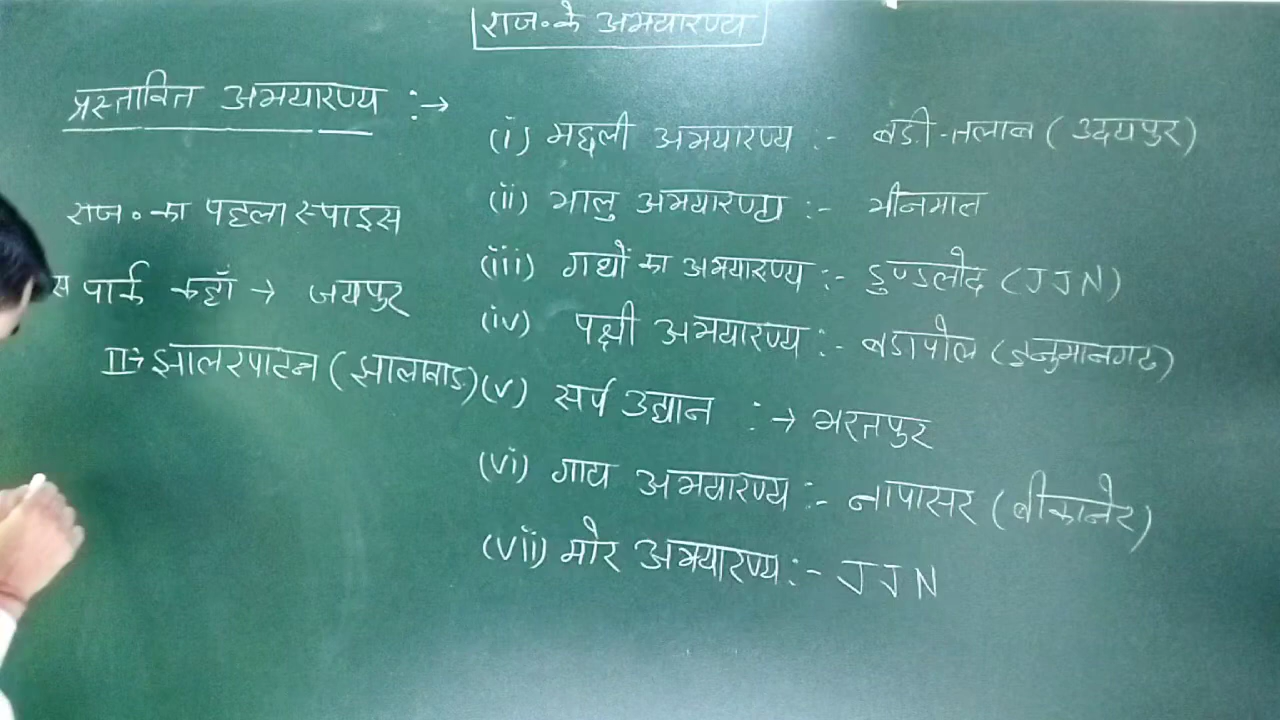 राज॰ के अभयारण्य
प्रस्तावित अभयारण्य :→
राज॰ का पहला स्पाइस
पार्क कहाँ → जयपुर
II→ झालरपाटन (झालावाड)
(i) मछली अभयारण्य :- बडी-तलाब (उदयपुर)
(ii) भालु अभयारण्य :- भीनमाल
(iii) गधों का अभयारण्य :- डुण्डलोद (JJN)
(iv) पक्षी अभयारण्य :- बडापोल (हनुमानगढ)
(v) सर्प उद्यान :→ भरतपुर
(vi) गाय अभयारण्य :- नापासर (बीकानेर)
(vii) मोर अभयारण्य :- JJN